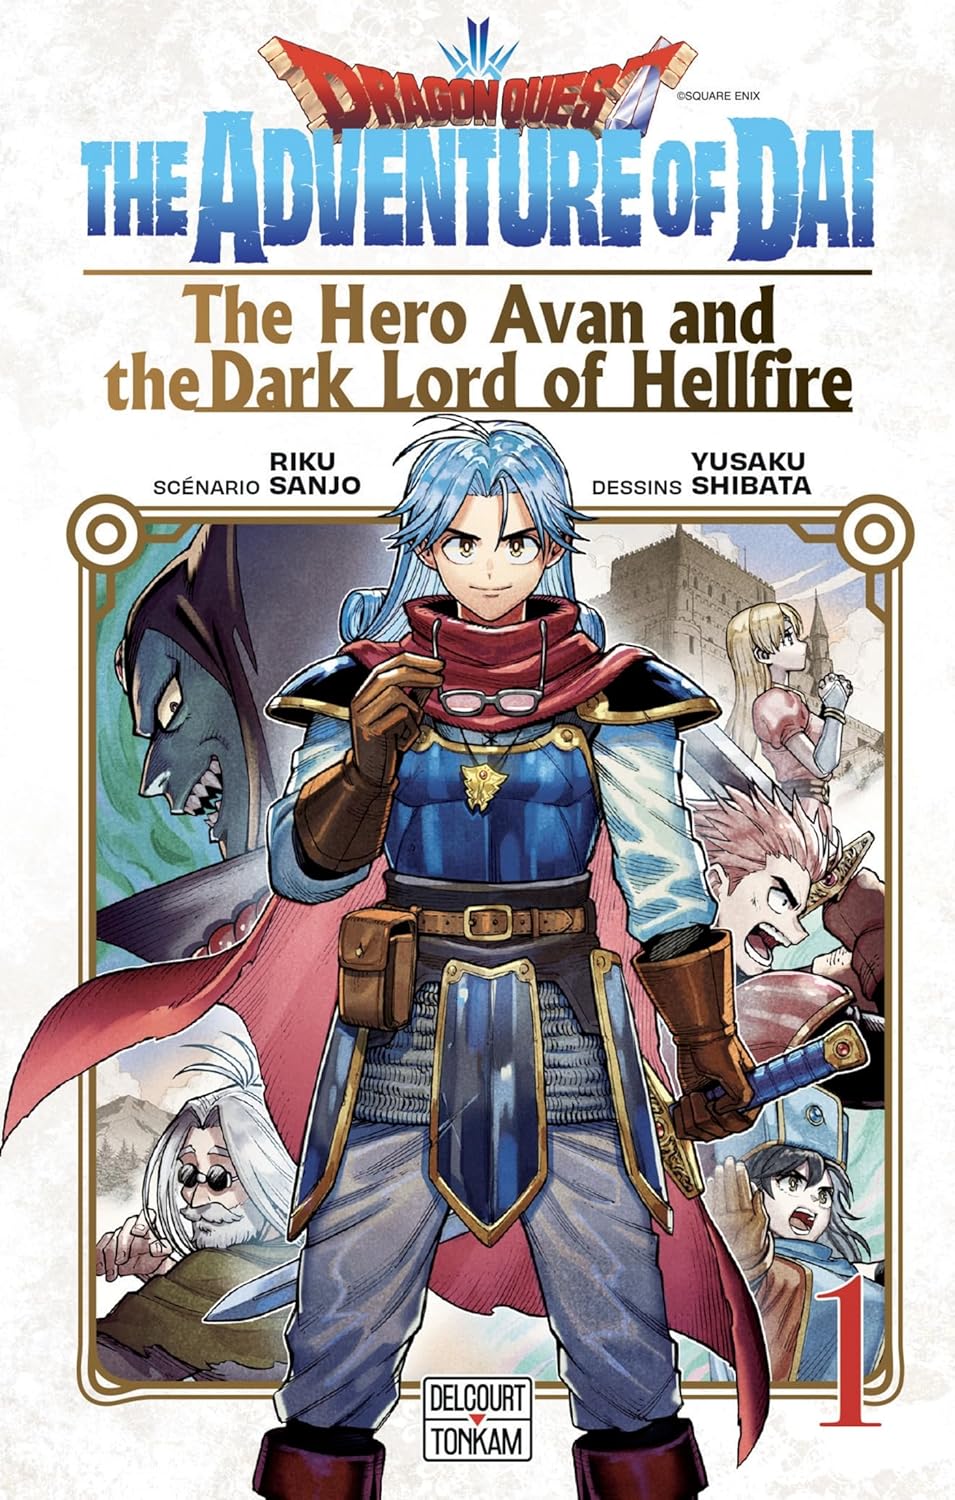 DRAGON QUEST
©SQUARE ENIX
THE ADVENTURE OF DAI
The Hero Avan and
the Dark Lord of Hellfire
SCÉNARIO RIKU SANJO
DESSINS YUSAKU SHIBATA
1
DELCOURT
TONKAM